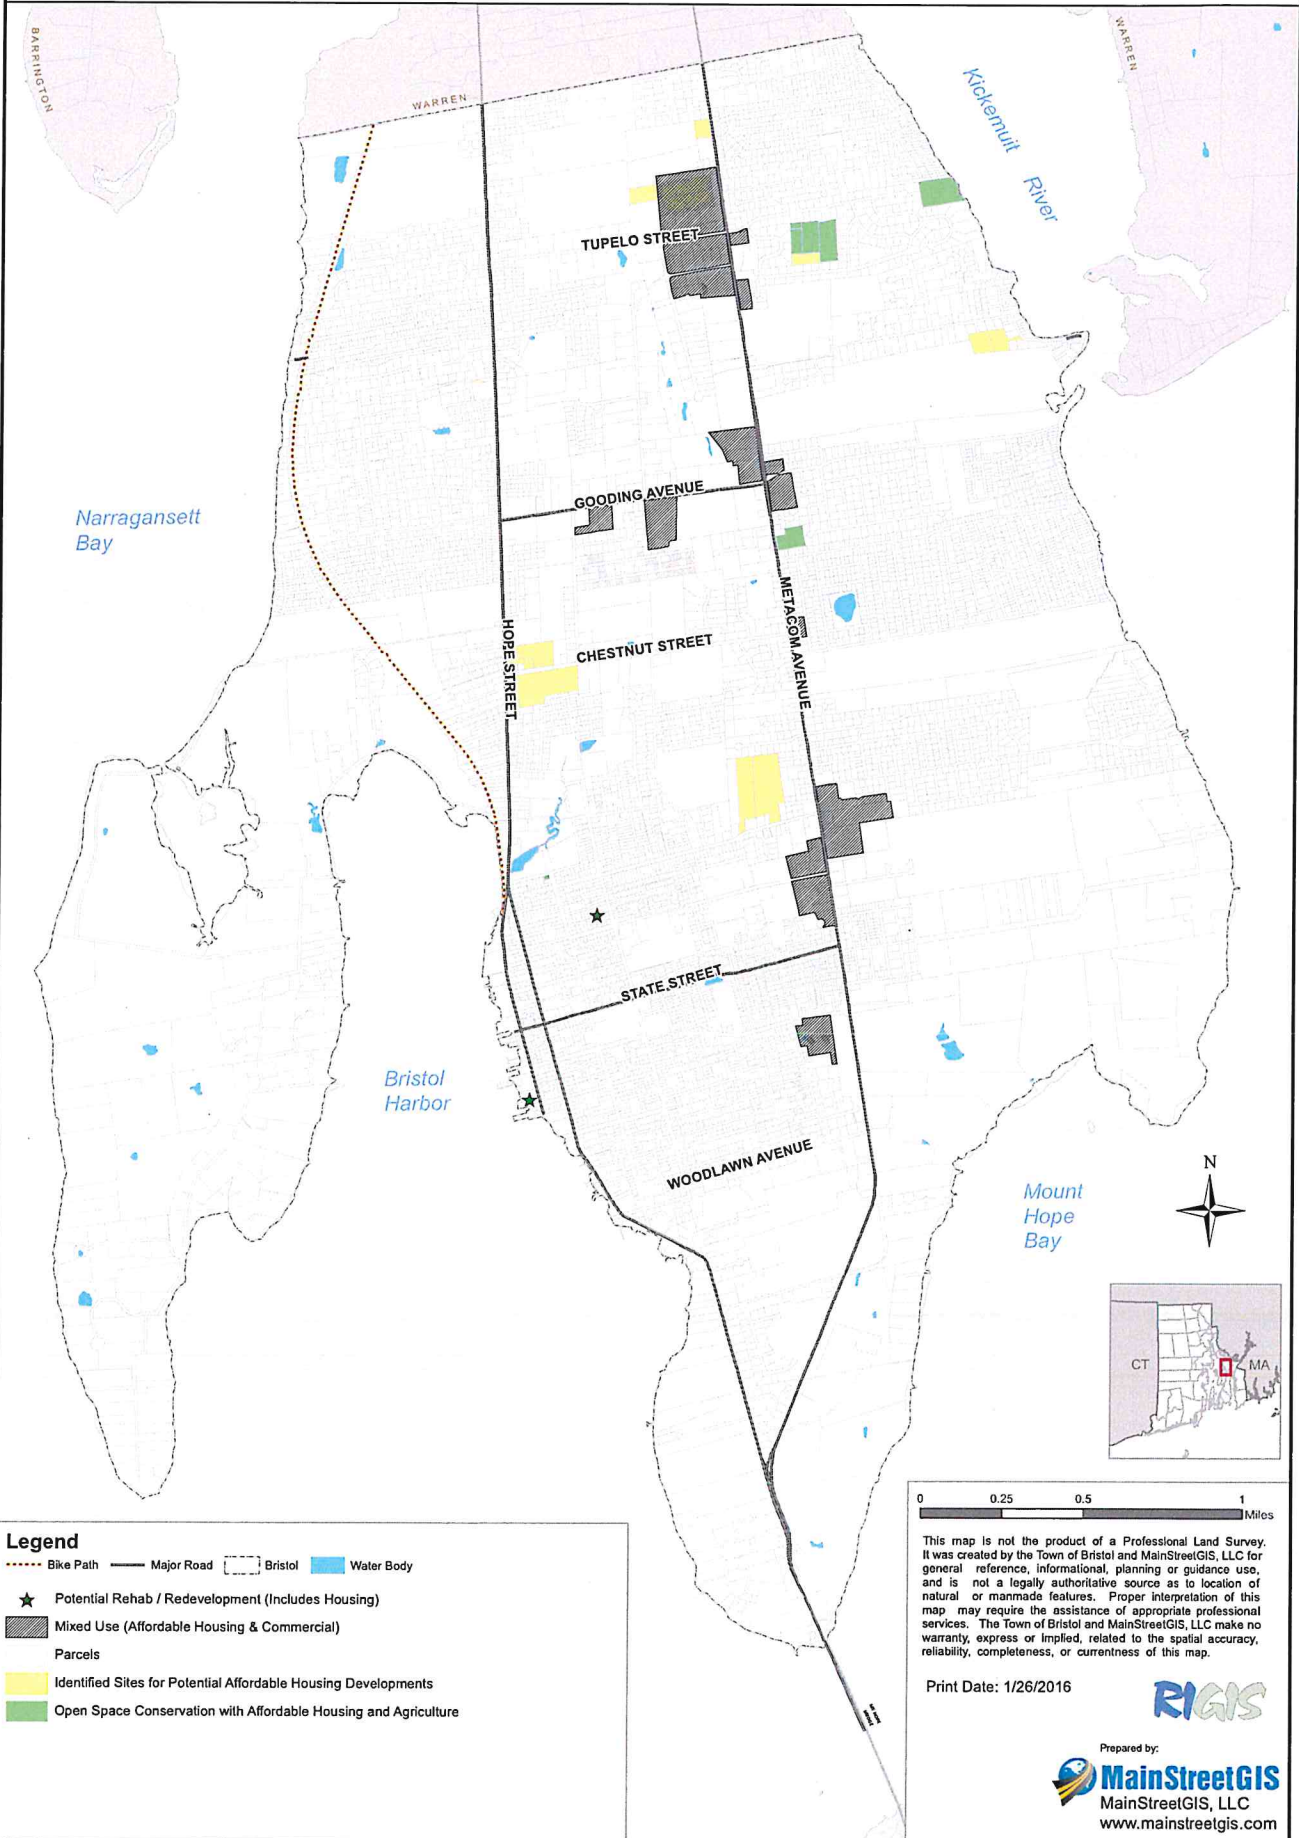 BARRINGTON
WARREN
WARREN
Kickemuit
River
TUPELO STREET
GOODING AVENUE
Narragansett
Bay
HOPE STREET
CHESTNUT STREET
METACOM AVENUE
STATE STREET
Bristol
Harbor
WOODLAWN AVENUE
Mount
Hope
Bay
N
CT
MA
0 0.25 0.5 1
Miles
Legend
Bike Path Major Road Bristol Water Body
Potential Rehab / Redevelopment (Includes Housing)
Mixed Use (Affordable Housing & Commercial)
Parcels
Identified Sites for Potential Affordable Housing Developments
Open Space Conservation with Affordable Housing and Agriculture
This map is not the product of a Professional Land Survey.
It was created by the Town of Bristol and MainStreetGIS, LLC for
general reference, informational, planning or guidance use,
and is not a legally authoritative source as to location of
natural or manmade features. Proper interpretation of this
map may require the assistance of appropriate professional
services. The Town of Bristol and MainStreetGIS, LLC make no
warranty, express or implied, related to the spatial accuracy,
reliability, completeness, or currentness of this map.
Print Date: 1/26/2016
RIGIS
Prepared by:
MainStreetGIS
MainStreetGIS, LLC
www.mainstreetgis.com